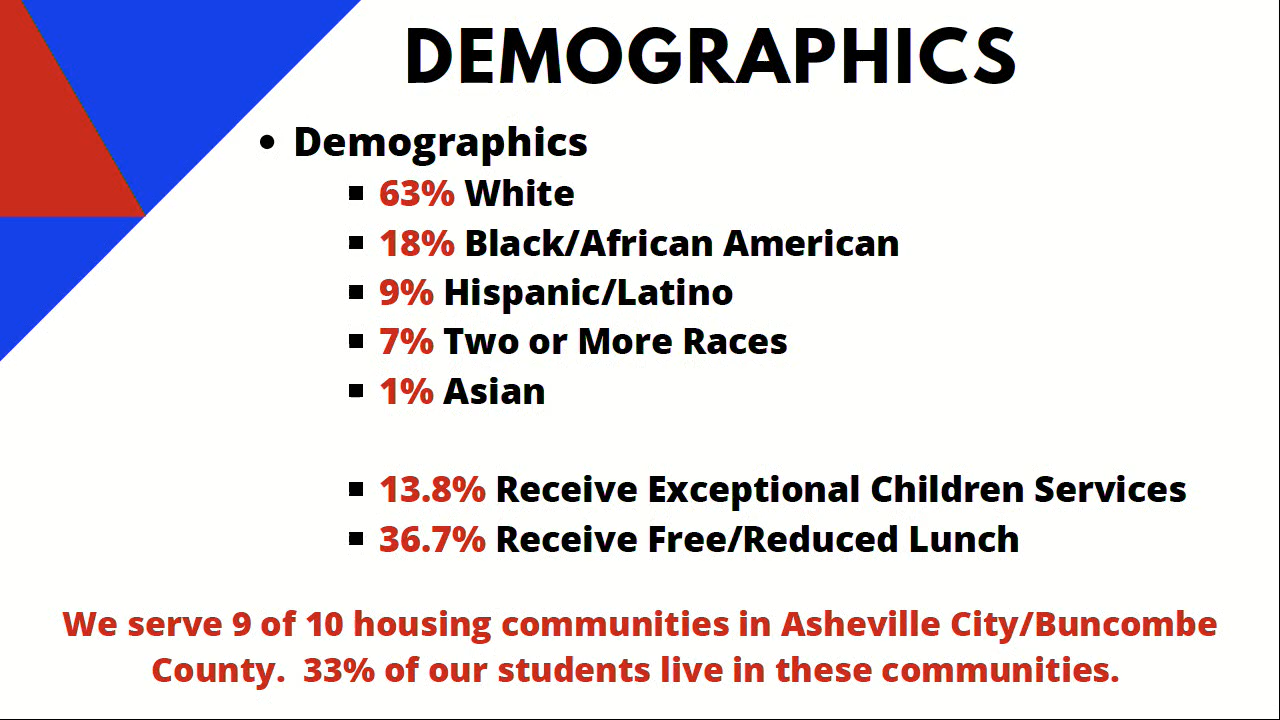 DEMOGRAPHICS
• Demographics
▪ 63% White
▪ 18% Black/African American
▪ 9% Hispanic/Latino
▪ 7% Two or More Races
▪ 1% Asian
▪ 13.8% Receive Exceptional Children Services
▪ 36.7% Receive Free/Reduced Lunch
We serve 9 of 10 housing communities in Asheville City/Buncombe
County.  33% of our students live in these communities.